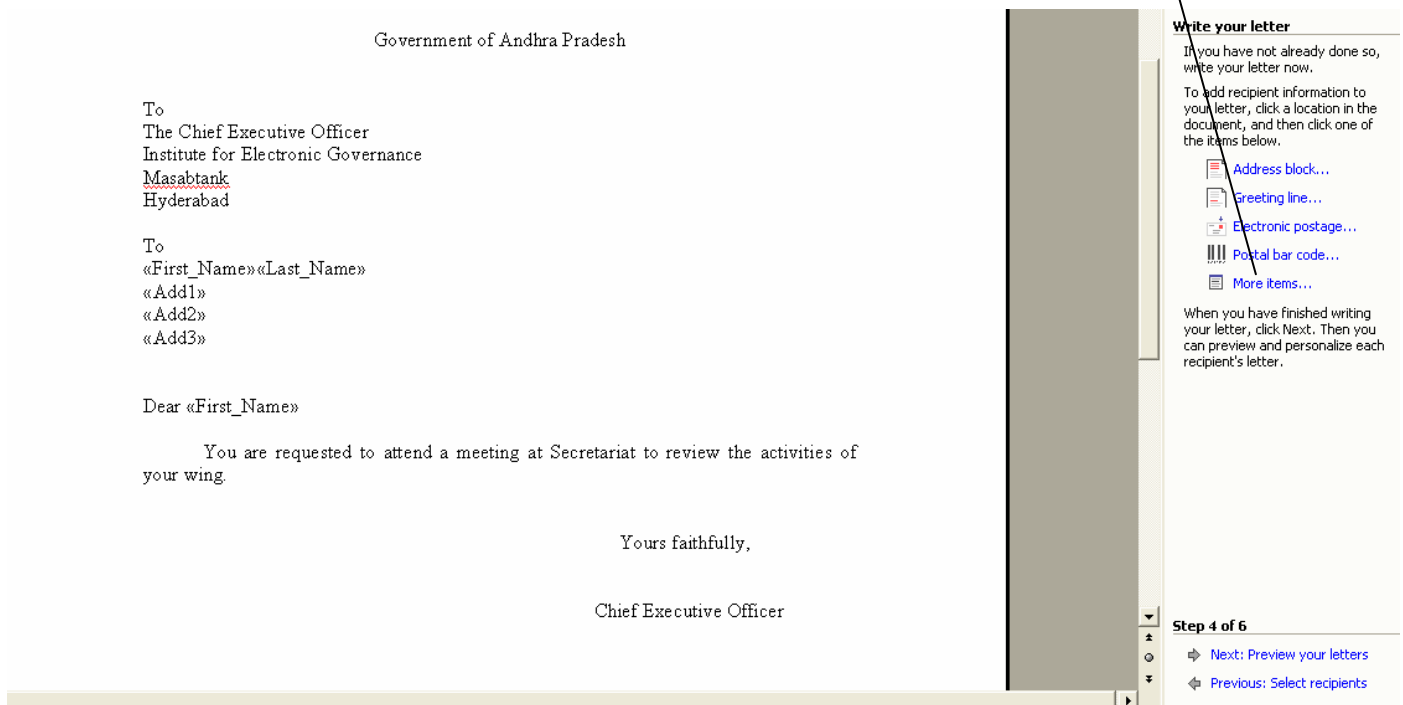 Government of Andhra Pradesh
To
The Chief Executive Officer
Institute for Electronic Governance
Masabtank
Hyderabad
To
«First_Name»«Last_Name»
«Add1»
«Add2»
«Add3»
Dear «First_Name»
You are requested to attend a meeting at Secretariat to review the activities of
your wing.
Yours faithfully,
Chief Executive Officer
Write your letter
If you have not already done so,
write your letter now.
To add recipient information to
your letter, click a location in the
document, and then click one of
the items below.
Address block...
Greeting line...
Electronic postage...
Postal bar code...
More items...
When you have finished writing
your letter, click Next. Then you
can preview and personalize each
recipient's letter.
Step 4 of 6
Next: Preview your letters
Previous: Select recipients